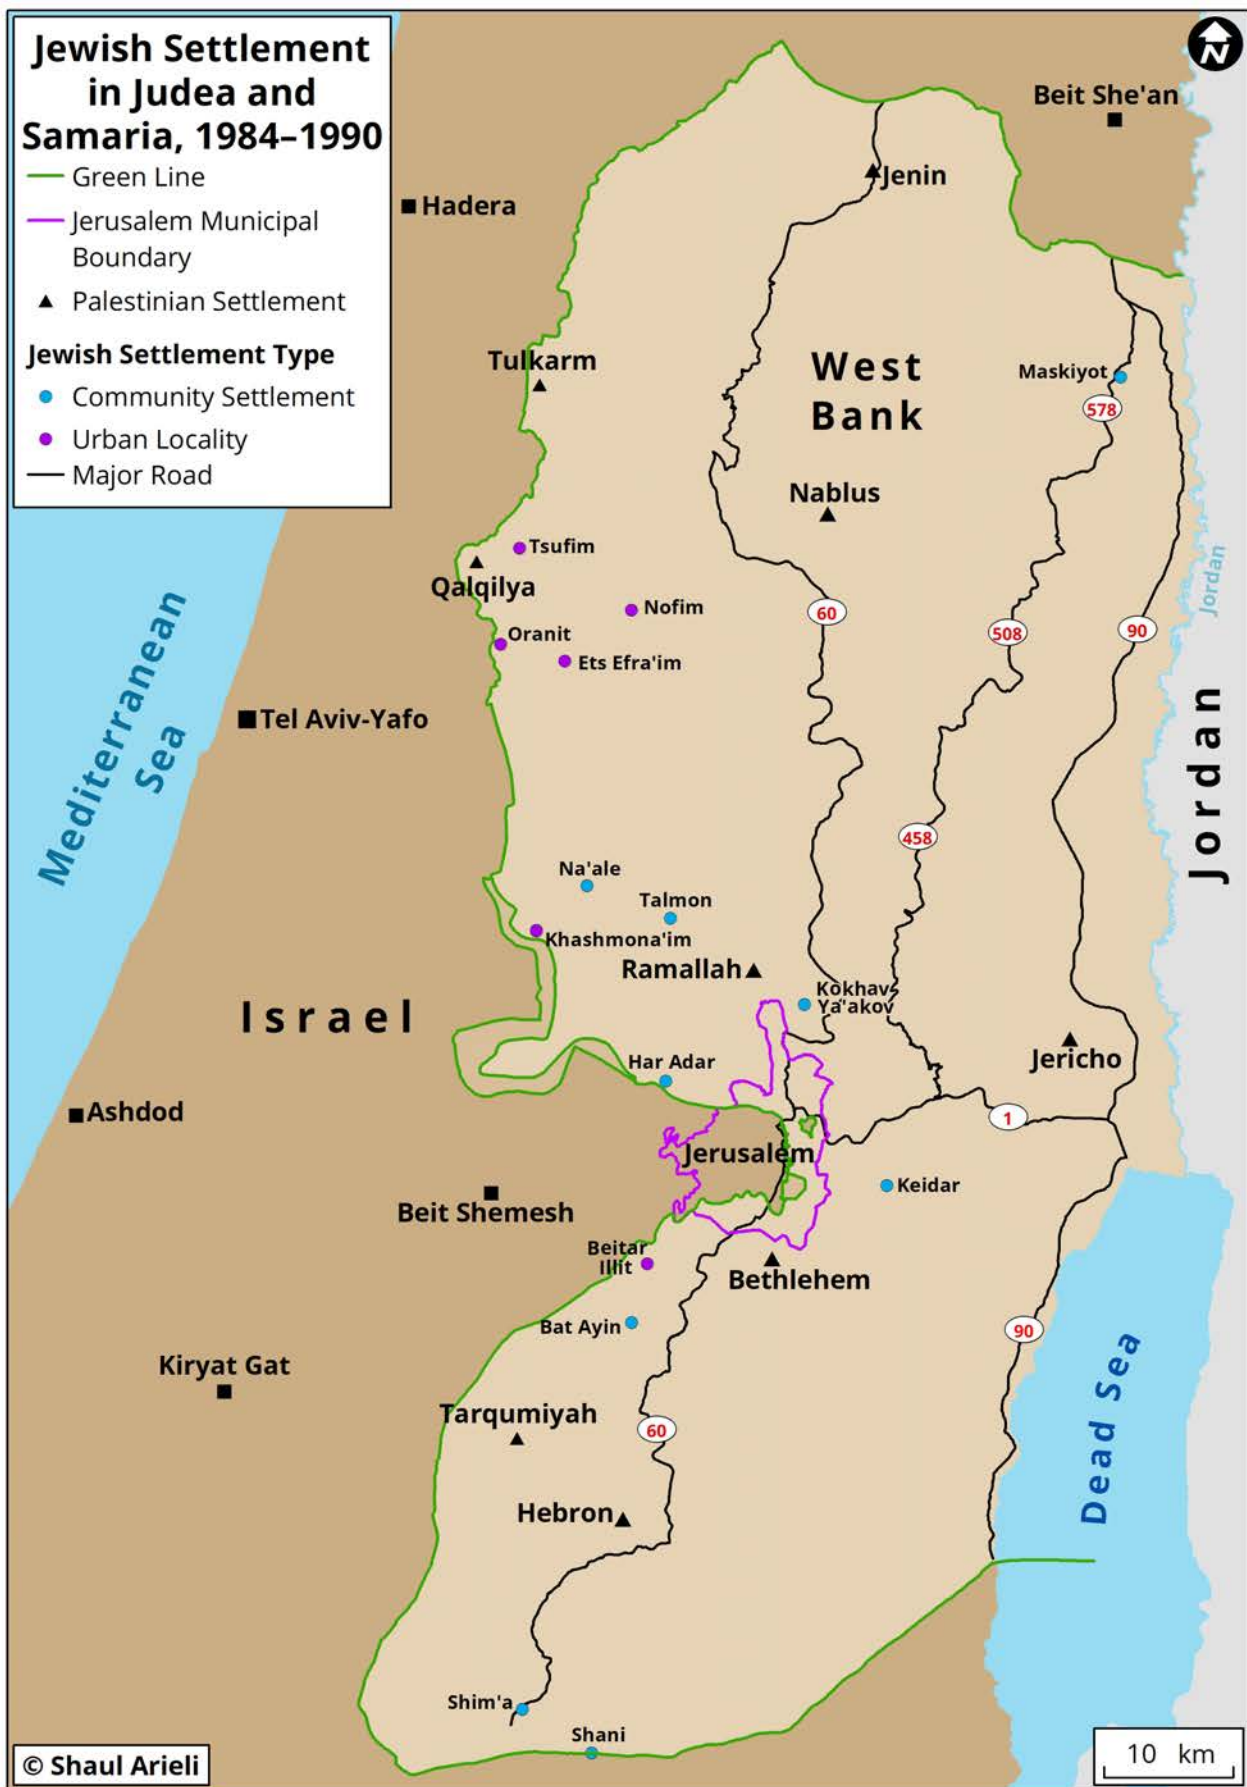 Jewish Settlement
in Judea and
Samaria, 1984–1990
Green Line
Jerusalem Municipal
Boundary
Palestinian Settlement
Jewish Settlement Type
Community Settlement
Urban Locality
Major Road
N
Beit She'an
Jenin
Hadera
Tulkarm
West
Bank
Maskiyot
578
Nablus
Tsufim
Qalqilya
Jordan
Nofim
60
Oranit
508
90
Ets Efra'im
Mediterranean
Sea
Tel Aviv-Yafo
Jordan
458
Na'ale
Talmon
Khashmona'im
Ramallah
Kokhav
Ya'akov
Israel
Har Adar
Jericho
Ashdod
1
Jerusalem
Keidar
Beit Shemesh
Beitar
Illit
Bethlehem
Bat Ayin
90
Kiryat Gat
Tarqumiyah
60
Dead Sea
Hebron
Shim'a
Shani
© Shaul Arieli
10 km